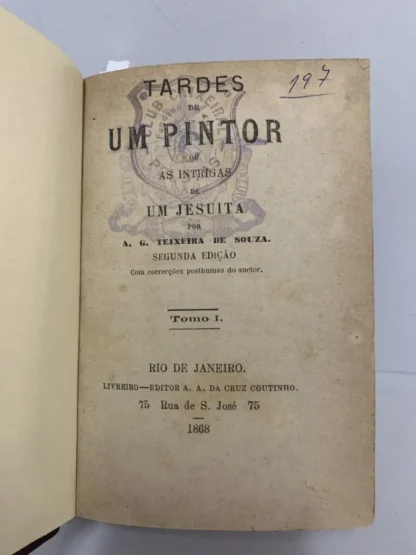 197
TARDES
DE
UM PINTOR
OU
AS INTRIGAS
DE
UM JESUITA
POR
A. G. TEIXEIRA DE SOUZA.
SEGUNDA EDIÇÃO
Com correcções posthumas do auctor.
Tomo I.
RIO DE JANEIRO.
LIVREIRO—EDITOR A. A. DA CRUZ COUTINHO.
75 Rua de S. José 75
1868